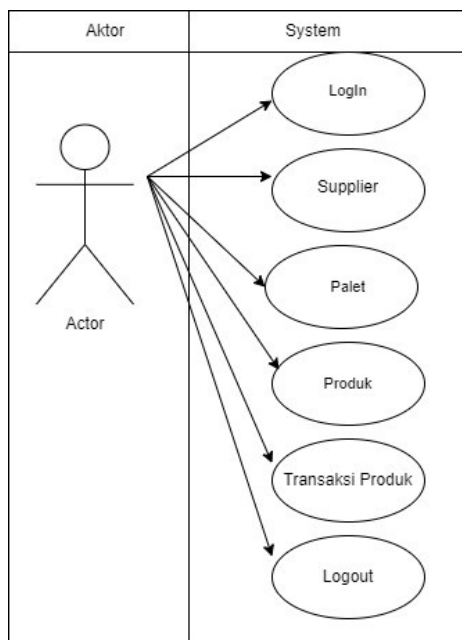 Aktor
System
LogIn
Supplier
Palet
Actor
Produk
Transaksi Produk
Logout